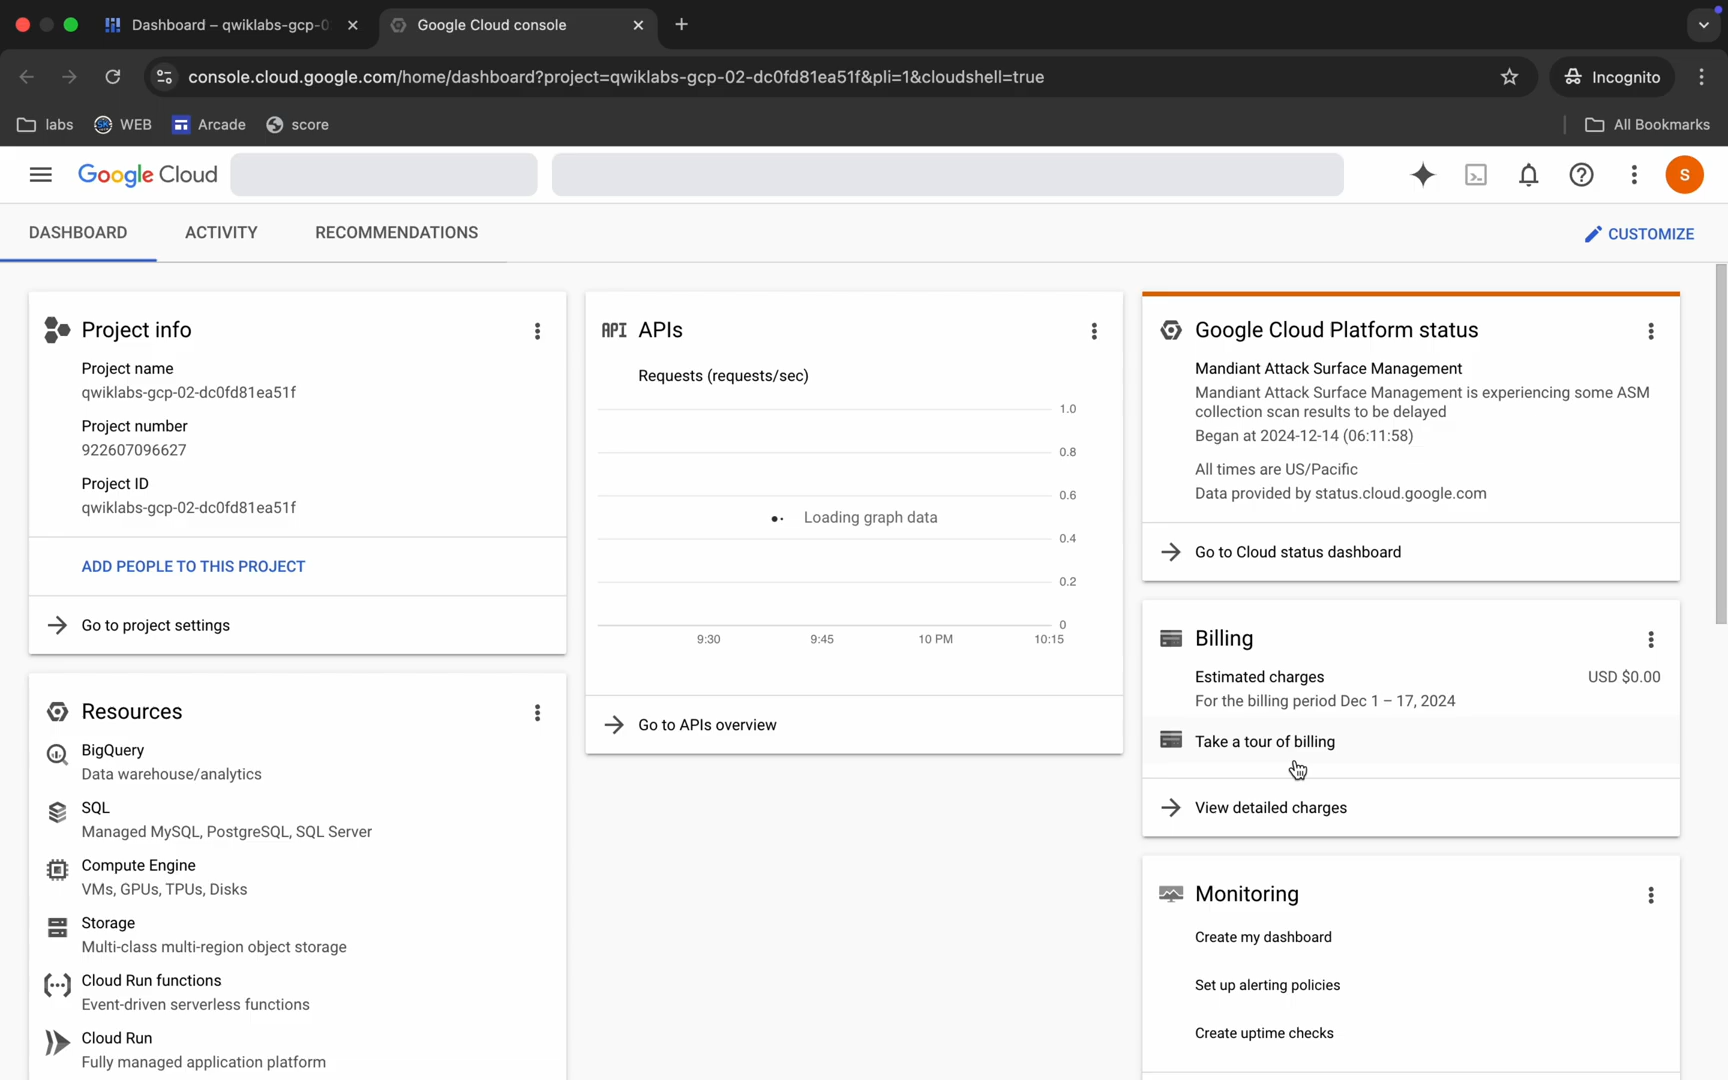 Dashboard – qwiklabs-gcp-0
Google Cloud console
console.cloud.google.com/home/dashboard?project=qwiklabs-gcp-02-dc0fd81ea51f&pli=1&cloudshell=true
Incognito
labs
WEB
Arcade
score
All Bookmarks
Google Cloud
S
DASHBOARD
ACTIVITY
RECOMMENDATIONS
CUSTOMIZE
Project info
Project name
qwiklabs-gcp-02-dc0fd81ea51f
Project number
922607096627
Project ID
qwiklabs-gcp-02-dc0fd81ea51f
ADD PEOPLE TO THIS PROJECT
Go to project settings
Resources
BigQuery
Data warehouse/analytics
SQL
Managed MySQL, PostgreSQL, SQL Server
Compute Engine
VMs, GPUs, TPUs, Disks
Storage
Multi-class multi-region object storage
Cloud Run functions
Event-driven serverless functions
Cloud Run
Fully managed application platform
API APIs
Requests (requests/sec)
1.0
0.8
0.6
Loading graph data
0.4
0.2
0
9:30
9:45
10 PM
10:15
Go to APIs overview
Google Cloud Platform status
Mandiant Attack Surface Management
Mandiant Attack Surface Management is experiencing some ASM
collection scan results to be delayed
Began at 2024-12-14 (06:11:58)
All times are US/Pacific
Data provided by status.cloud.google.com
Go to Cloud status dashboard
Billing
Estimated charges USD $0.00
For the billing period Dec 1 – 17, 2024
Take a tour of billing
View detailed charges
Monitoring
Create my dashboard
Set up alerting policies
Create uptime checks